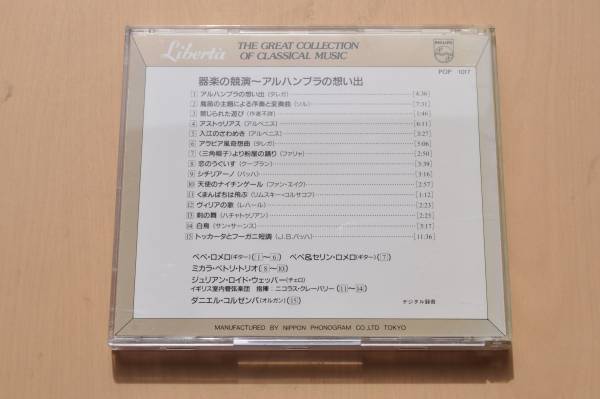 Libertà THE GREAT COLLECTION
OF CLASSICAL MUSIC
PHILIPS
PDP 1017
器楽の競演〜アルハンブラの想い出
1 アルハンブラの想い出(タレガ) [4:36]
2 魔笛の主題による序奏と変奏曲(ソル) [7:31]
3 禁じられた遊び(作者不詳) [1:46]
4 アストゥリアス[アルベニス] [6:11]
5 入江のさわめき[アルベニス] [3:27]
6 アラビア風奇想曲(タレガ) [5:06]
7 〈三角帽子〉より粉屋の踊り(ファリャ) [2:50]
8 恋のうぐいす(クープラン) [3:39]
9 シチリアーノ(バッハ) [3:16]
10 天使のナイチンゲール(ファン・エイク) [2:57]
11 くまんばちは飛ぶ(リムスキー・コルサコフ) [1:12]
12 ヴィリアの歌(レハール) [2:23]
13 剣の舞(ハチャトゥリアン) [2:25]
14 白鳥(サン・サーンス) [3:17]
15 トッカータとフーガニ短調(J.S.バッハ) [11:36]
ペペ・ロメロ(ギター)(1〜6) ペペ&セリン・ロメロ(ギター)(7)
ミカラ・ペトリ・トリオ(8〜10)
ジュリアン・ロイド・ウェッバー(チェロ)
イギリス室内管弦楽団 指揮:ニコラス・クレーバリー(11〜14)
ダニエル・コルゼンパ(オルガン)(15)
デジタル録音
MANUFACTURED BY NIPPON PHONOGRAM CO.,LTD TOKYO